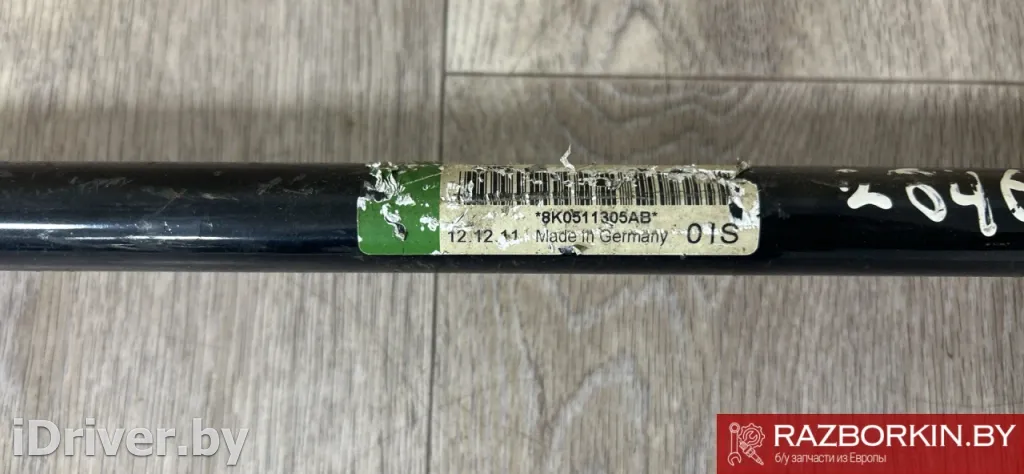 *8K0511305AB*
12.12.11 Made in Germany 01S
iDriver.by
RAZBORKIN.BY
б/у запчасти из Европы